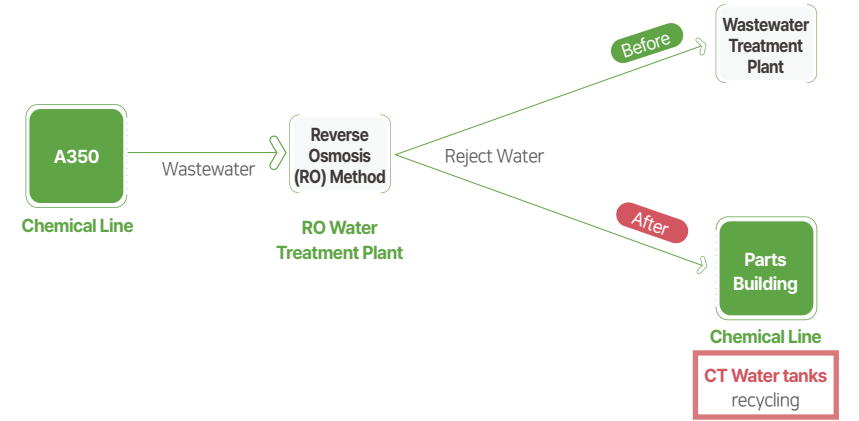 A350
Chemical Line
Wastewater
Reverse
Osmosis
(RO) Method
RO Water
Treatment Plant
Reject Water
Before
Wastewater
Treatment
Plant
After
Parts
Building
Chemical Line
CT Water tanks
recycling